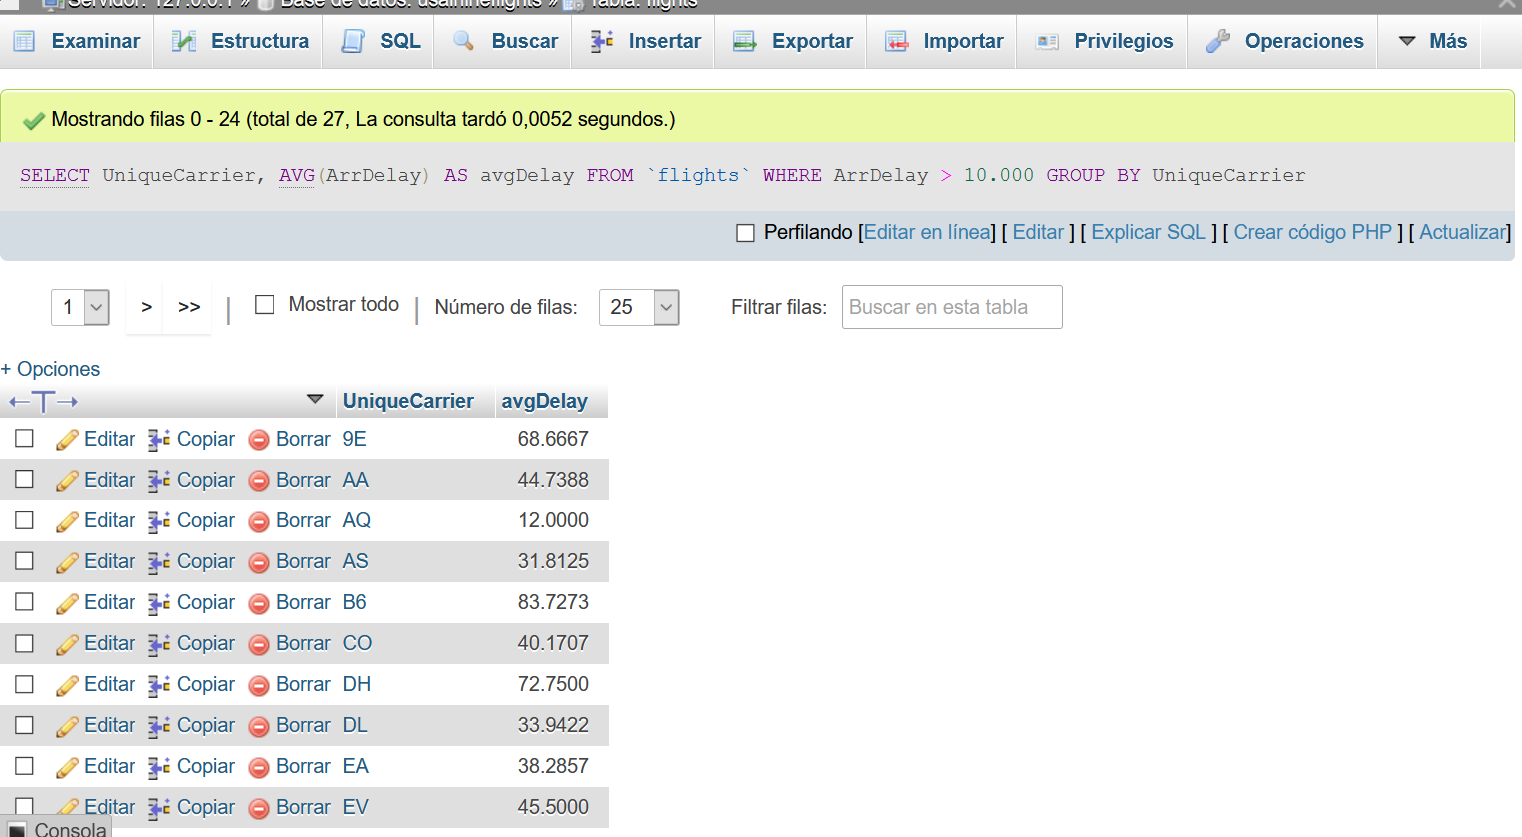 Servidor: 127.0.0.1 » Base de datos: usairlineflights » Tabla: flights
Examinar Estructura SQL Buscar Insertar Exportar Importar Privilegios Operaciones Más
Mostrando filas 0 - 24 (total de 27, La consulta tardó 0,0052 segundos.)
SELECT UniqueCarrier, AVG(ArrDelay) AS avgDelay FROM `flights` WHERE ArrDelay > 10.000 GROUP BY UniqueCarrier
Perfilando [Editar en línea] [ Editar ] [ Explicar SQL ] [ Crear código PHP ] [ Actualizar]
1 > >> | Mostrar todo | Número de filas: 25 Filtrar filas: Buscar en esta tabla
+ Opciones
←T→ UniqueCarrier avgDelay
Editar Copiar Borrar 9E 68.6667
Editar Copiar Borrar AA 44.7388
Editar Copiar Borrar AQ 12.0000
Editar Copiar Borrar AS 31.8125
Editar Copiar Borrar B6 83.7273
Editar Copiar Borrar CO 40.1707
Editar Copiar Borrar DH 72.7500
Editar Copiar Borrar DL 33.9422
Editar Copiar Borrar EA 38.2857
Editar Copiar Borrar EV 45.5000
Consola